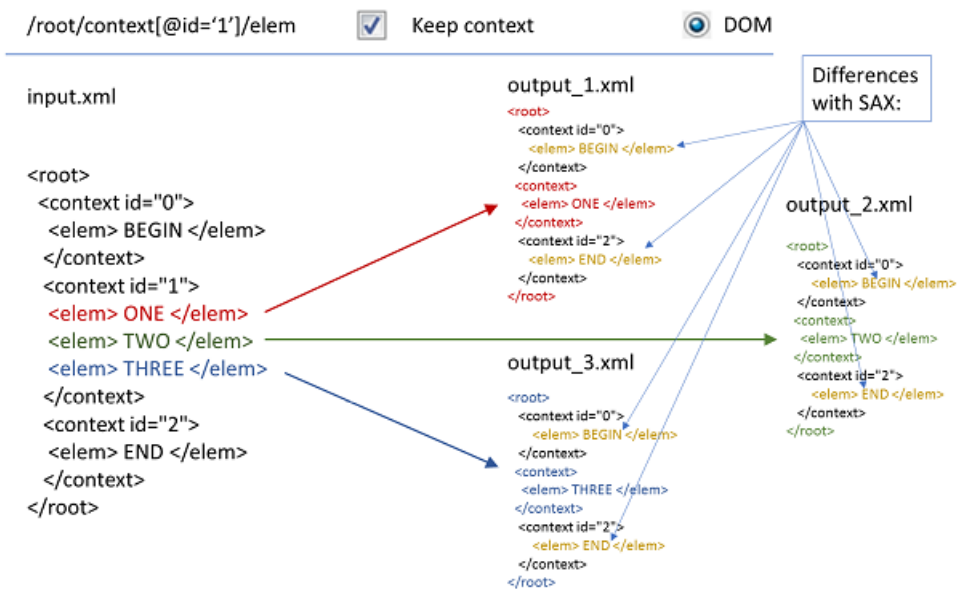 /root/context[@id=‘1’]/elem Keep context DOM
Differences
with SAX:
input.xml
<root>
<context id="0">
<elem> BEGIN </elem>
</context>
<context id="1">
<elem> ONE </elem>
<elem> TWO </elem>
<elem> THREE </elem>
</context>
<context id="2">
<elem> END </elem>
</context>
</root>
output_1.xml
<root>
<context id="0">
<elem> BEGIN </elem>
</context>
<context>
<elem> ONE </elem>
</context>
<context id="2">
<elem> END </elem>
</context>
</root>
output_2.xml
<root>
<context id="0">
<elem> BEGIN </elem>
</context>
<context>
<elem> TWO </elem>
</context>
<context id="2">
<elem> END </elem>
</context>
</root>
output_3.xml
<root>
<context id="0">
<elem> BEGIN </elem>
</context>
<context>
<elem> THREE </elem>
</context>
<context id="2">
<elem> END </elem>
</context>
</root>